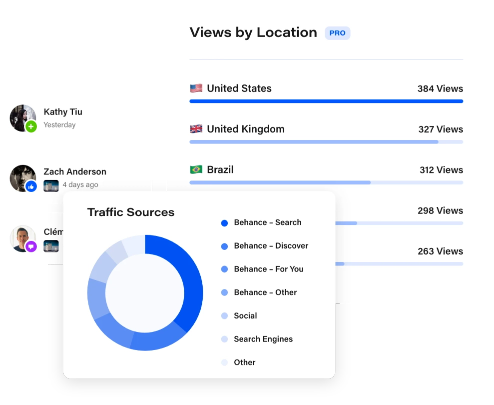 Views by Location PRO
United States 384 Views
Kathy Tiu
Yesterday
United Kingdom 327 Views
Zach Anderson
4 days ago
Brazil 312 Views
298 Views
263 Views
Clém
Traffic Sources
Behance – Search
Behance – Discover
Behance – For You
Behance – Other
Social
Search Engines
Other